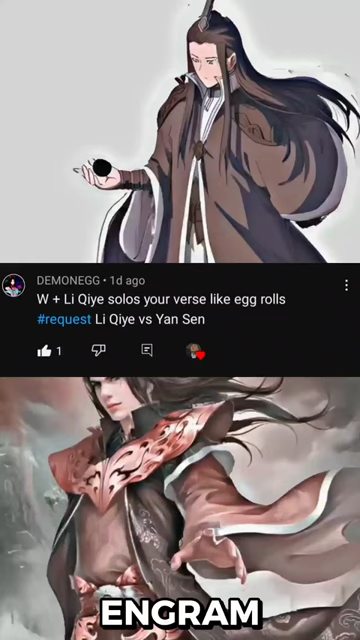 DEMONEGG • 1d ago
W + Li Qiye solos your verse like egg rolls
#request Li Qiye vs Yan Sen
1
ENGRAM